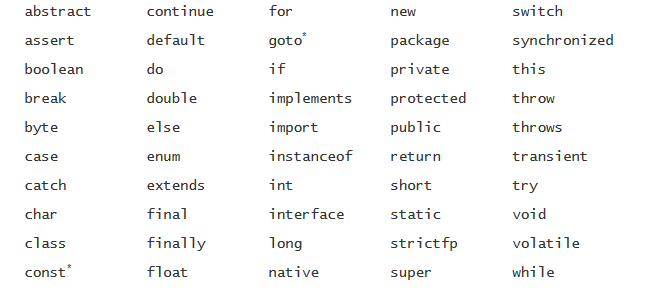 abstract continue for new switch
assert default goto* package synchronized
boolean do if private this
break double implements protected throw
byte else import public throws
case enum instanceof return transient
catch extends int short try
char final interface static void
class finally long strictfp volatile
const* float native super while